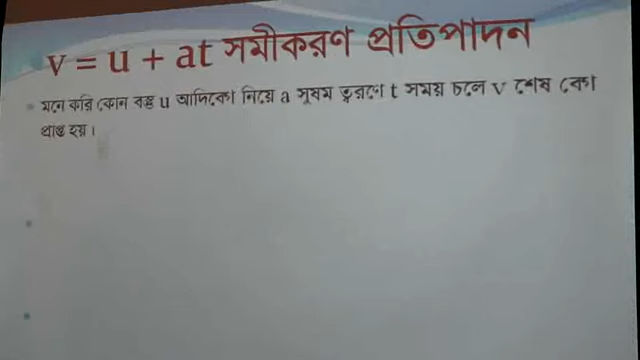 v = u + at সমীকরণ প্রতিপাদন
মনে করি কোন বস্তু u আদিকো নিয়ে a সুষম ত্বরণে t সময় চলে v শেষ কো
প্রাপ্ত হয়।